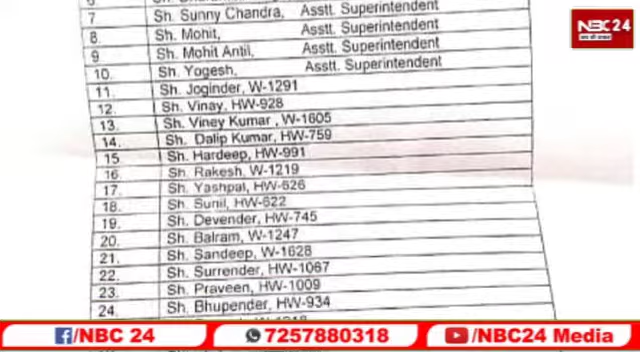 7 Sh. Sunny Chandra, Asstt. Superintendent
8. Sh. Mohit, Asstt. Superintendent
9 Sh. Mohit Antil, Asstt. Superintendent
10. Sh. Yogesh, Asstt. Superintendent
11. Sh. Joginder, W-1291
12. Sh. Vinay, HW-928
13. Sh. Viney Kumar , W-1605
14. Sh. Dalip Kumar, HW-759
15 Sh. Hardeep, HW-991
16. Sh. Rakesh, W-1219
17. Sh. Yashpal, HW-626
18. Sh. Sunil, HW-622
19. Sh. Devender, HW-745
20. Sh. Balram, W-1247
21. Sh. Sandeep, W-1628
22. Sh. Surrender, HW-1067
23. Sh. Praveen, HW-1009
24. Sh. Bhupender, HW-934
NBC 24
/NBC 24
7257880318
/NBC24 Media